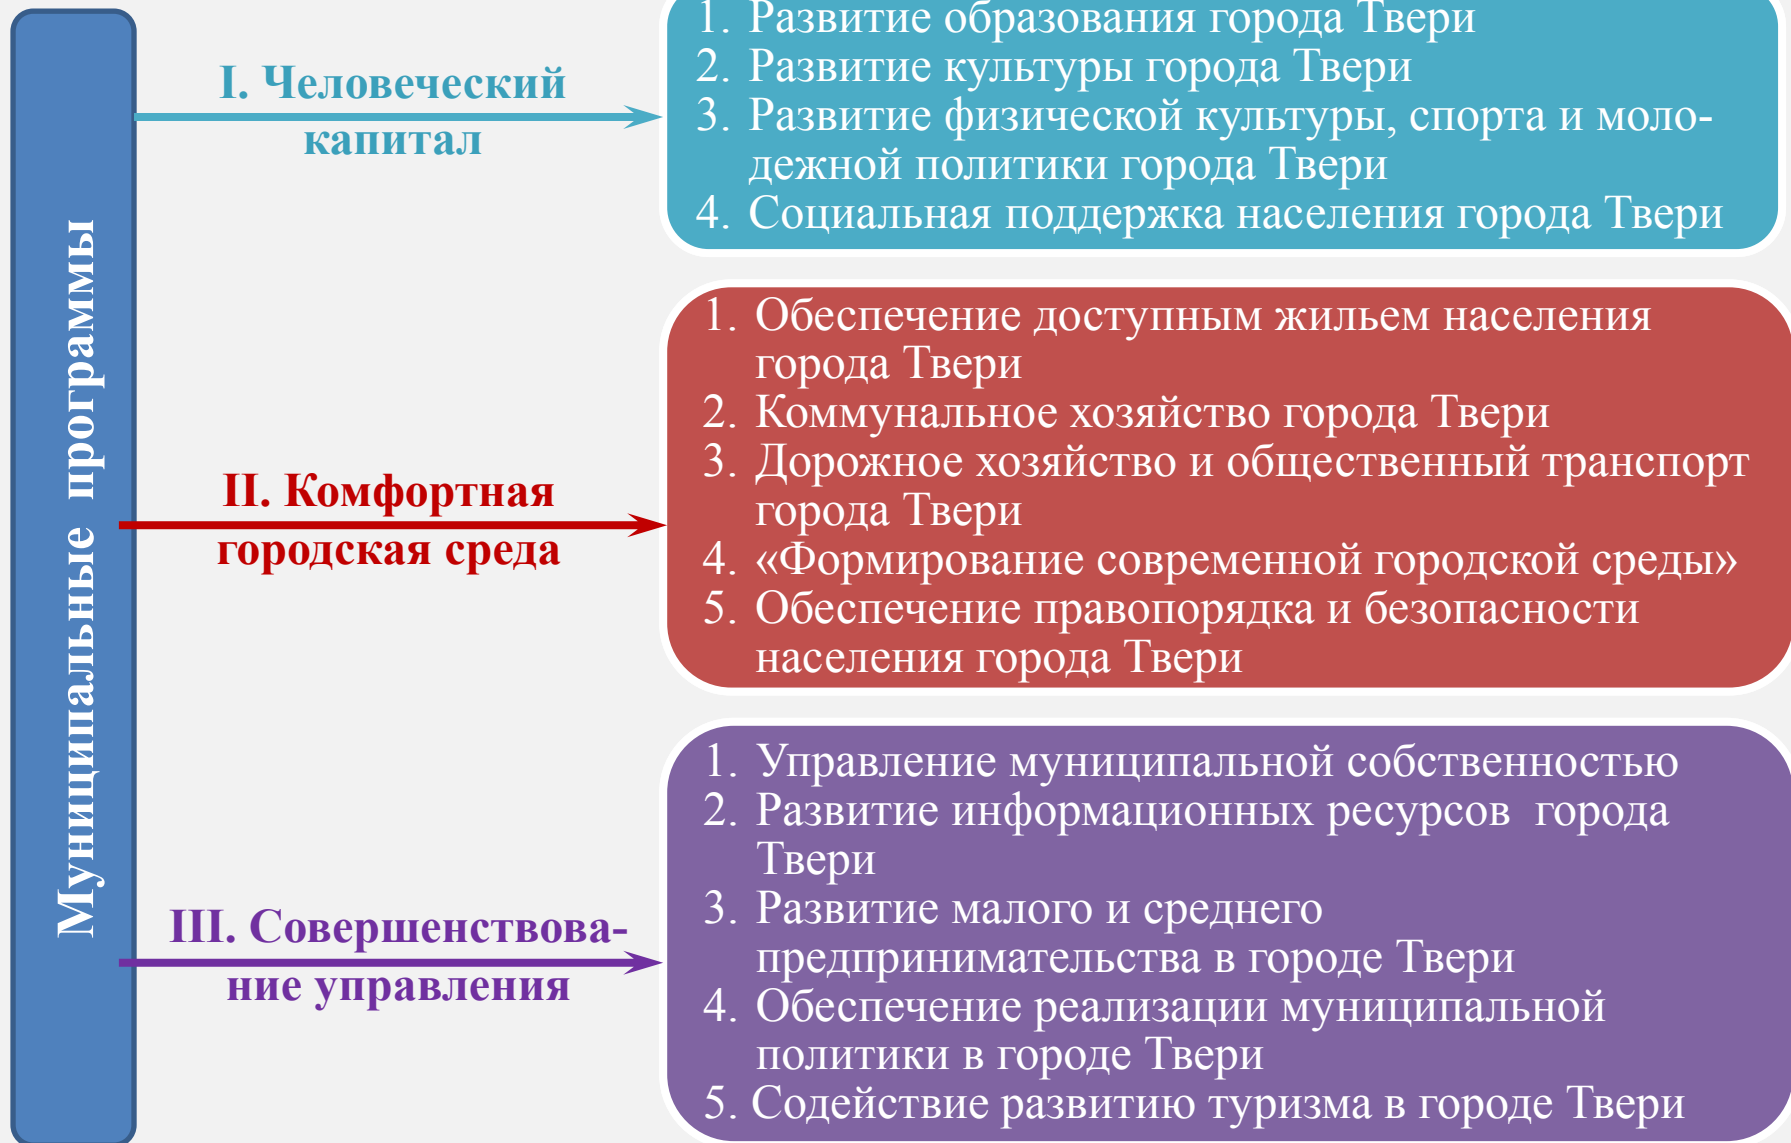 Муниципальные программы
I. Человеческий
капитал
1. Развитие образования города Твери
2. Развитие культуры города Твери
3. Развитие физической культуры, спорта и моло-
дежной политики города Твери
4. Социальная поддержка населения города Твери
II. Комфортная
городская среда
1. Обеспечение доступным жильем населения
города Твери
2. Коммунальное хозяйство города Твери
3. Дорожное хозяйство и общественный транспорт
города Твери
4. «Формирование современной городской среды»
5. Обеспечение правопорядка и безопасности
населения города Твери
III. Совершенствова-
ние управления
1. Управление муниципальной собственностью
2. Развитие информационных ресурсов города
Твери
3. Развитие малого и среднего
предпринимательства в городе Твери
4. Обеспечение реализации муниципальной
политики в городе Твери
5. Содействие развитию туризма в городе Твери